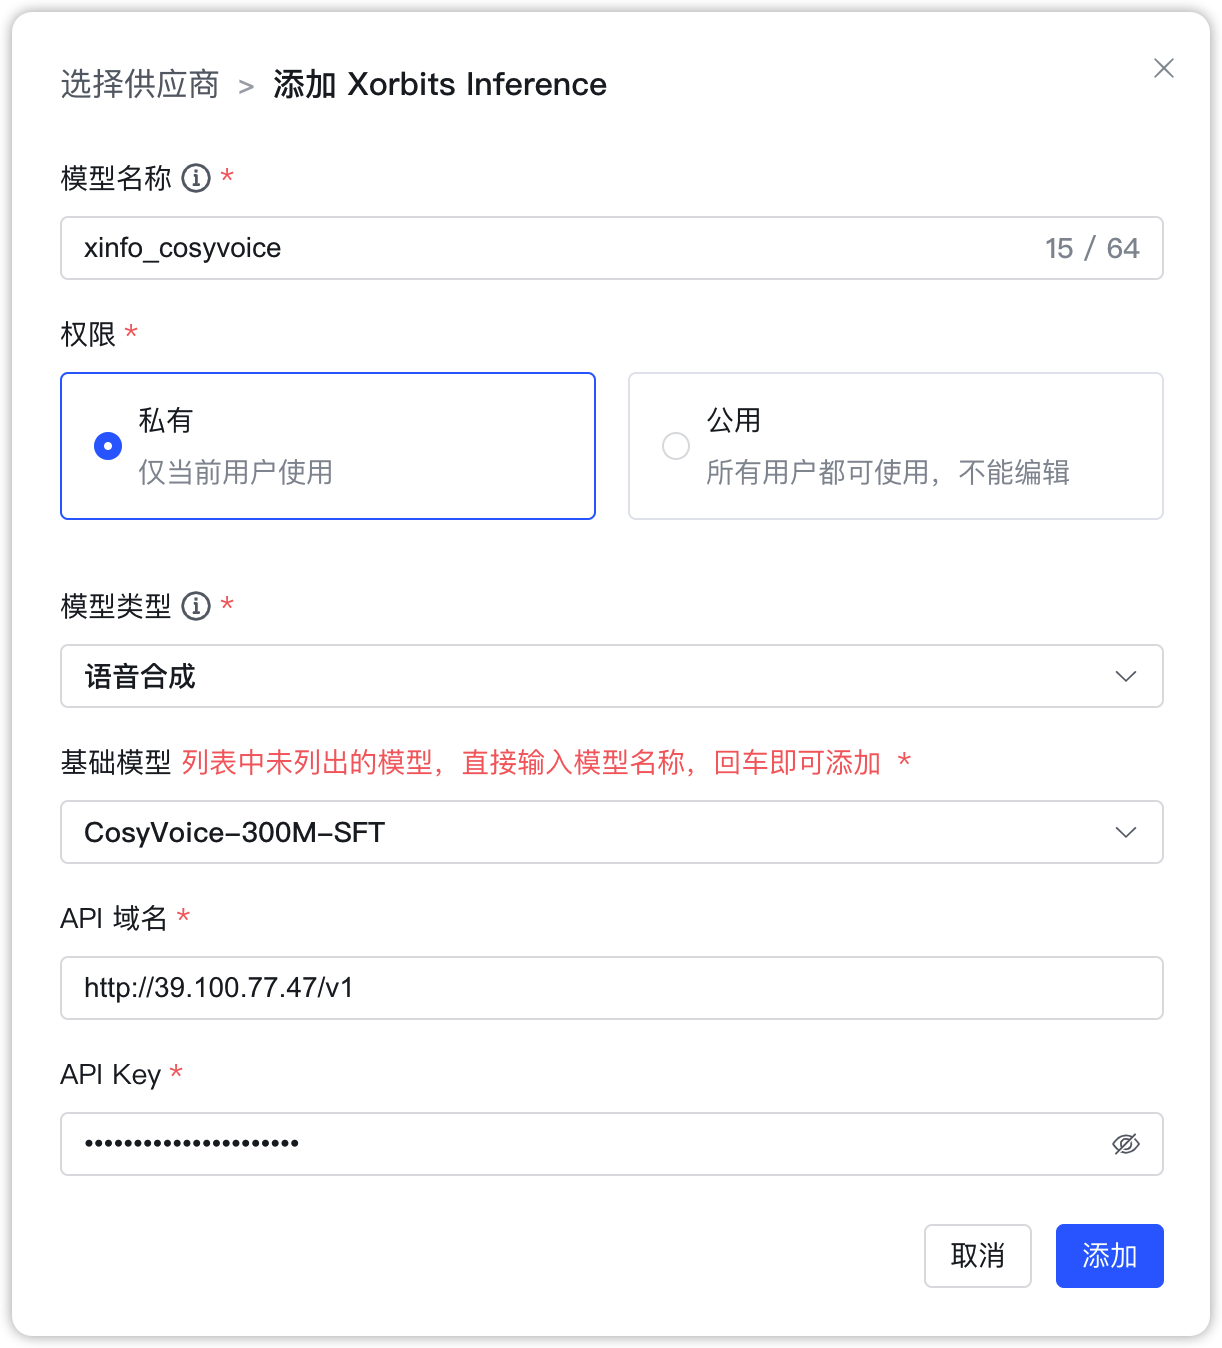 选择供应商 > 添加 Xorbits Inference
模型名称 *
xinfo_cosyvoice 15 / 64
权限 *
私有
仅当前用户使用
公用
所有用户都可使用，不能编辑
模型类型 *
语音合成
基础模型 列表中未列出的模型，直接输入模型名称，回车即可添加 *
CosyVoice-300M-SFT
API 域名 *
http://39.100.77.47/v1
API Key *
••••••••••••••••••••••
取消 添加